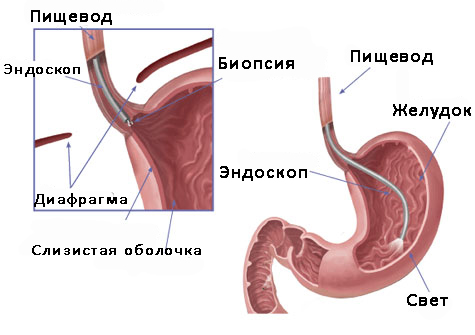 Пищевод
Эндоскоп
Биопсия
Диафрагма
Слизистая оболочка
Пищевод
Желудок
Эндоскоп
Свет